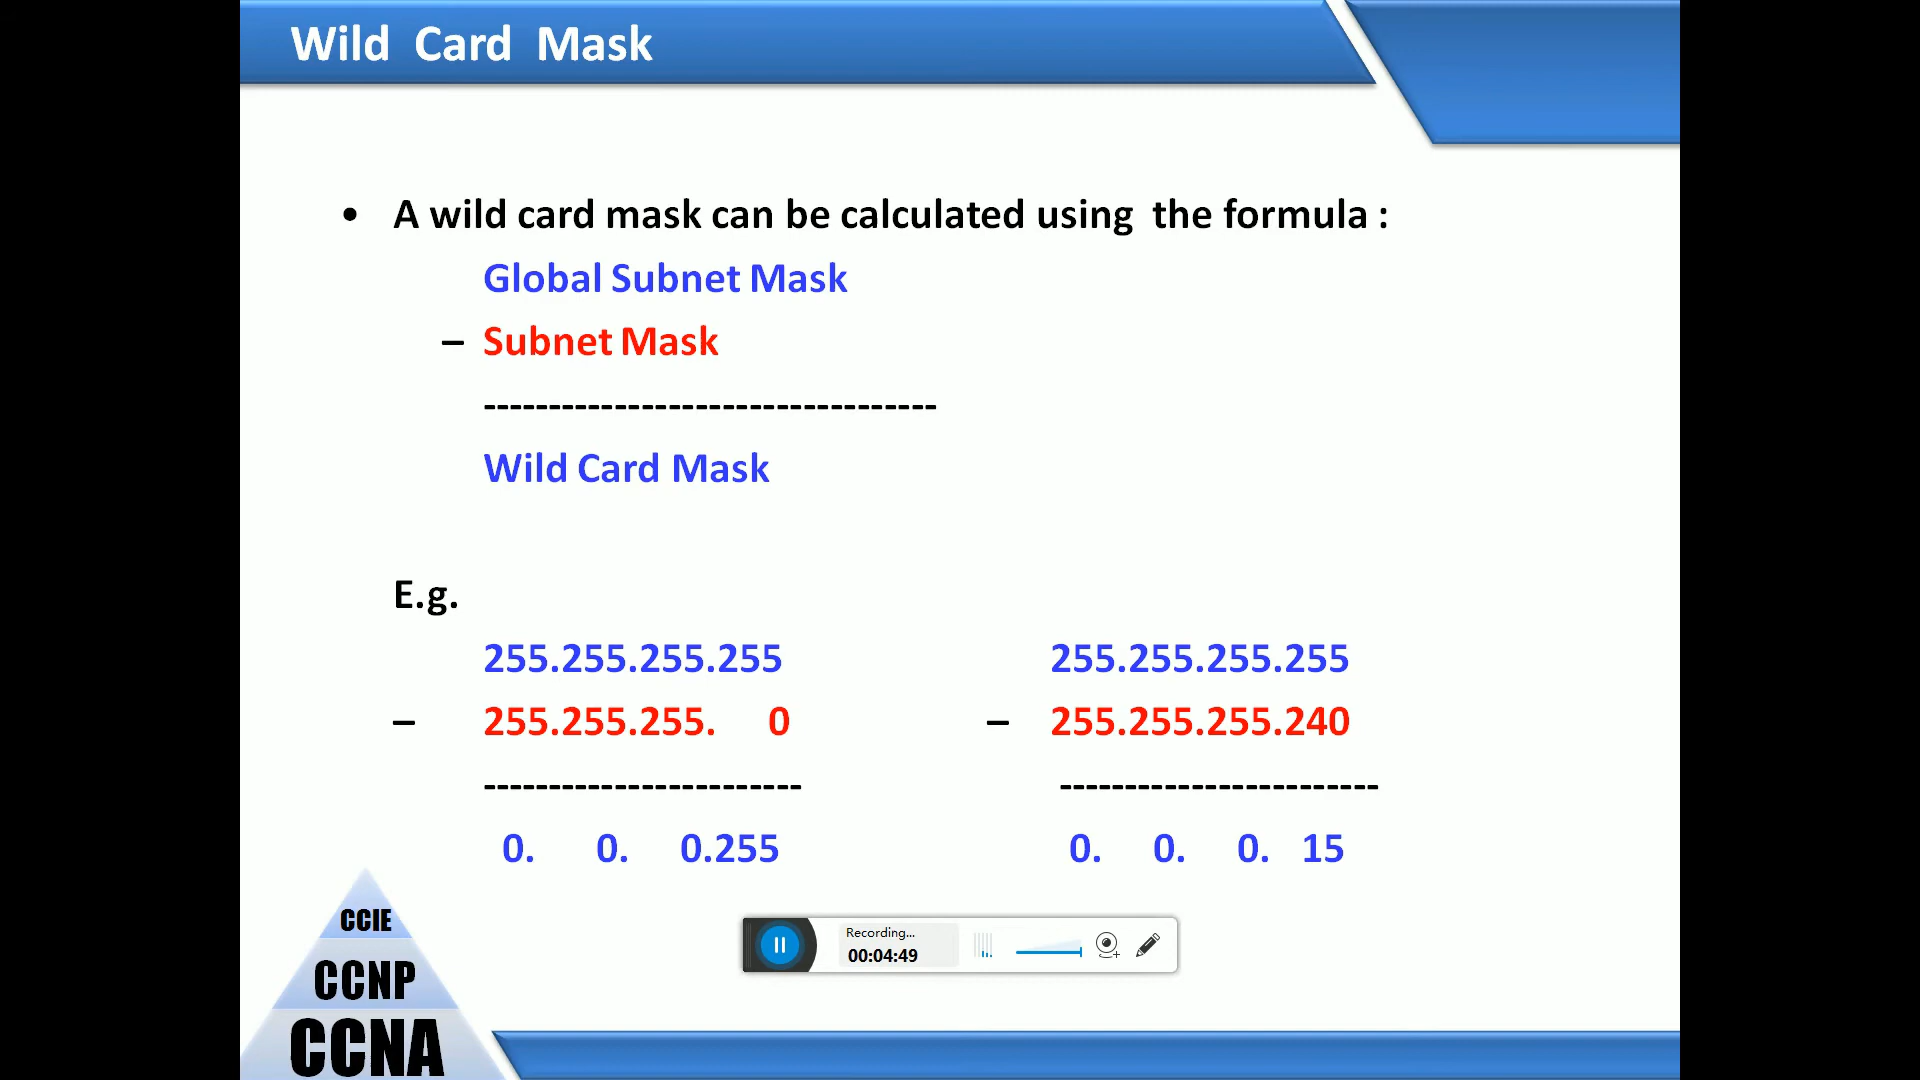 Wild Card Mask
• A wild card mask can be calculated using the formula :
Global Subnet Mask
– Subnet Mask
-----------------------------------
Wild Card Mask
E.g.
255.255.255.255 255.255.255.255
– 255.255.255. 0 – 255.255.255.240
------------------------- -------------------------
0. 0. 0.255 0. 0. 0. 15
CCIE
CCNP
CCNA
Recording...
00:04:49